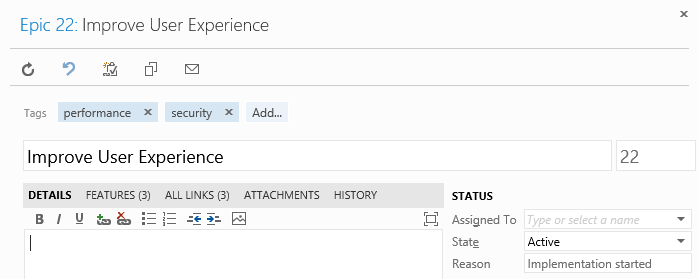 Epic 22: Improve User Experience
Tags performance × security × Add...
Improve User Experience 22
DETAILS FEATURES (3) ALL LINKS (3) ATTACHMENTS HISTORY
STATUS
B I U
Assigned To Type or select a name
State Active
Reason Implementation started